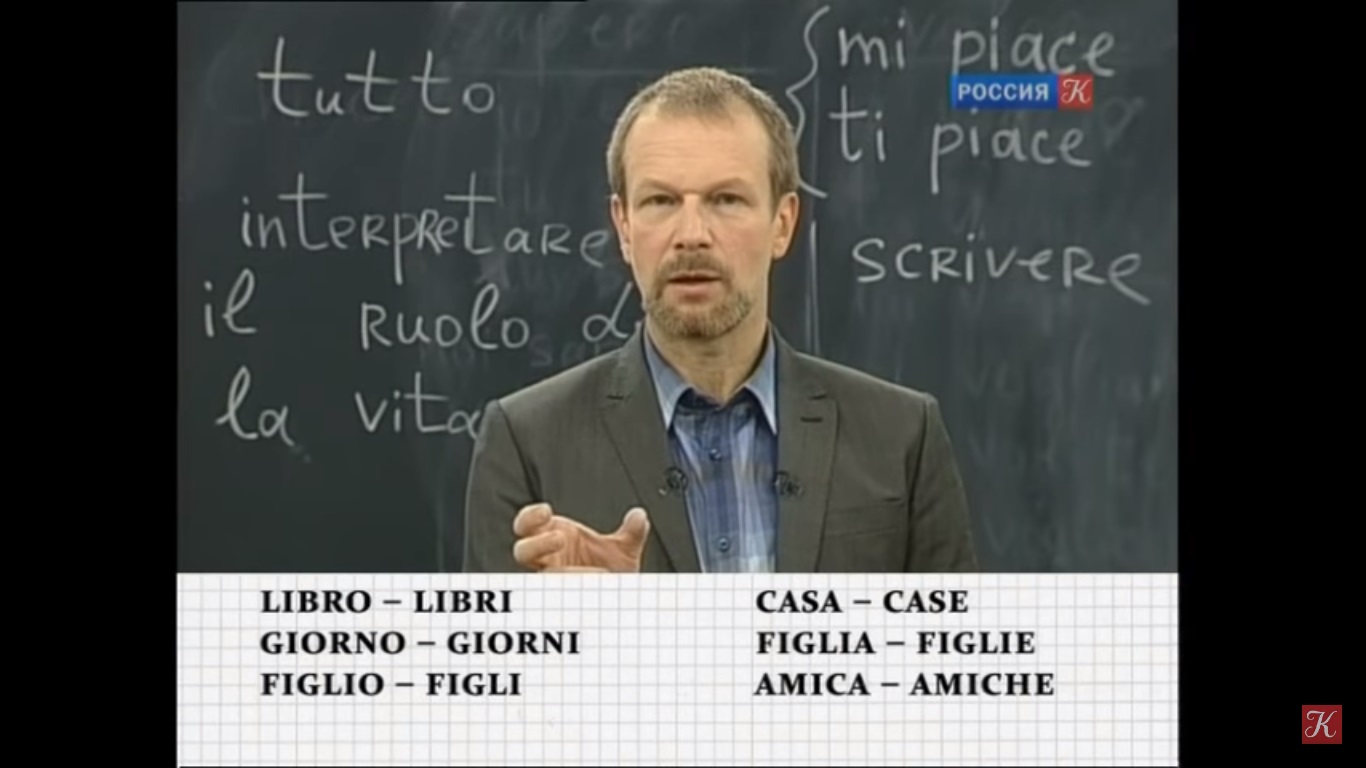 tutto
interpretare
il ruolo
la vita
mi piace
ti piace
scrivere
РОССИЯ К
LIBRO – LIBRI
GIORNO – GIORNI
FIGLIO – FIGLI
CASA – CASE
FIGLIA – FIGLIE
AMICA – AMICHE
K